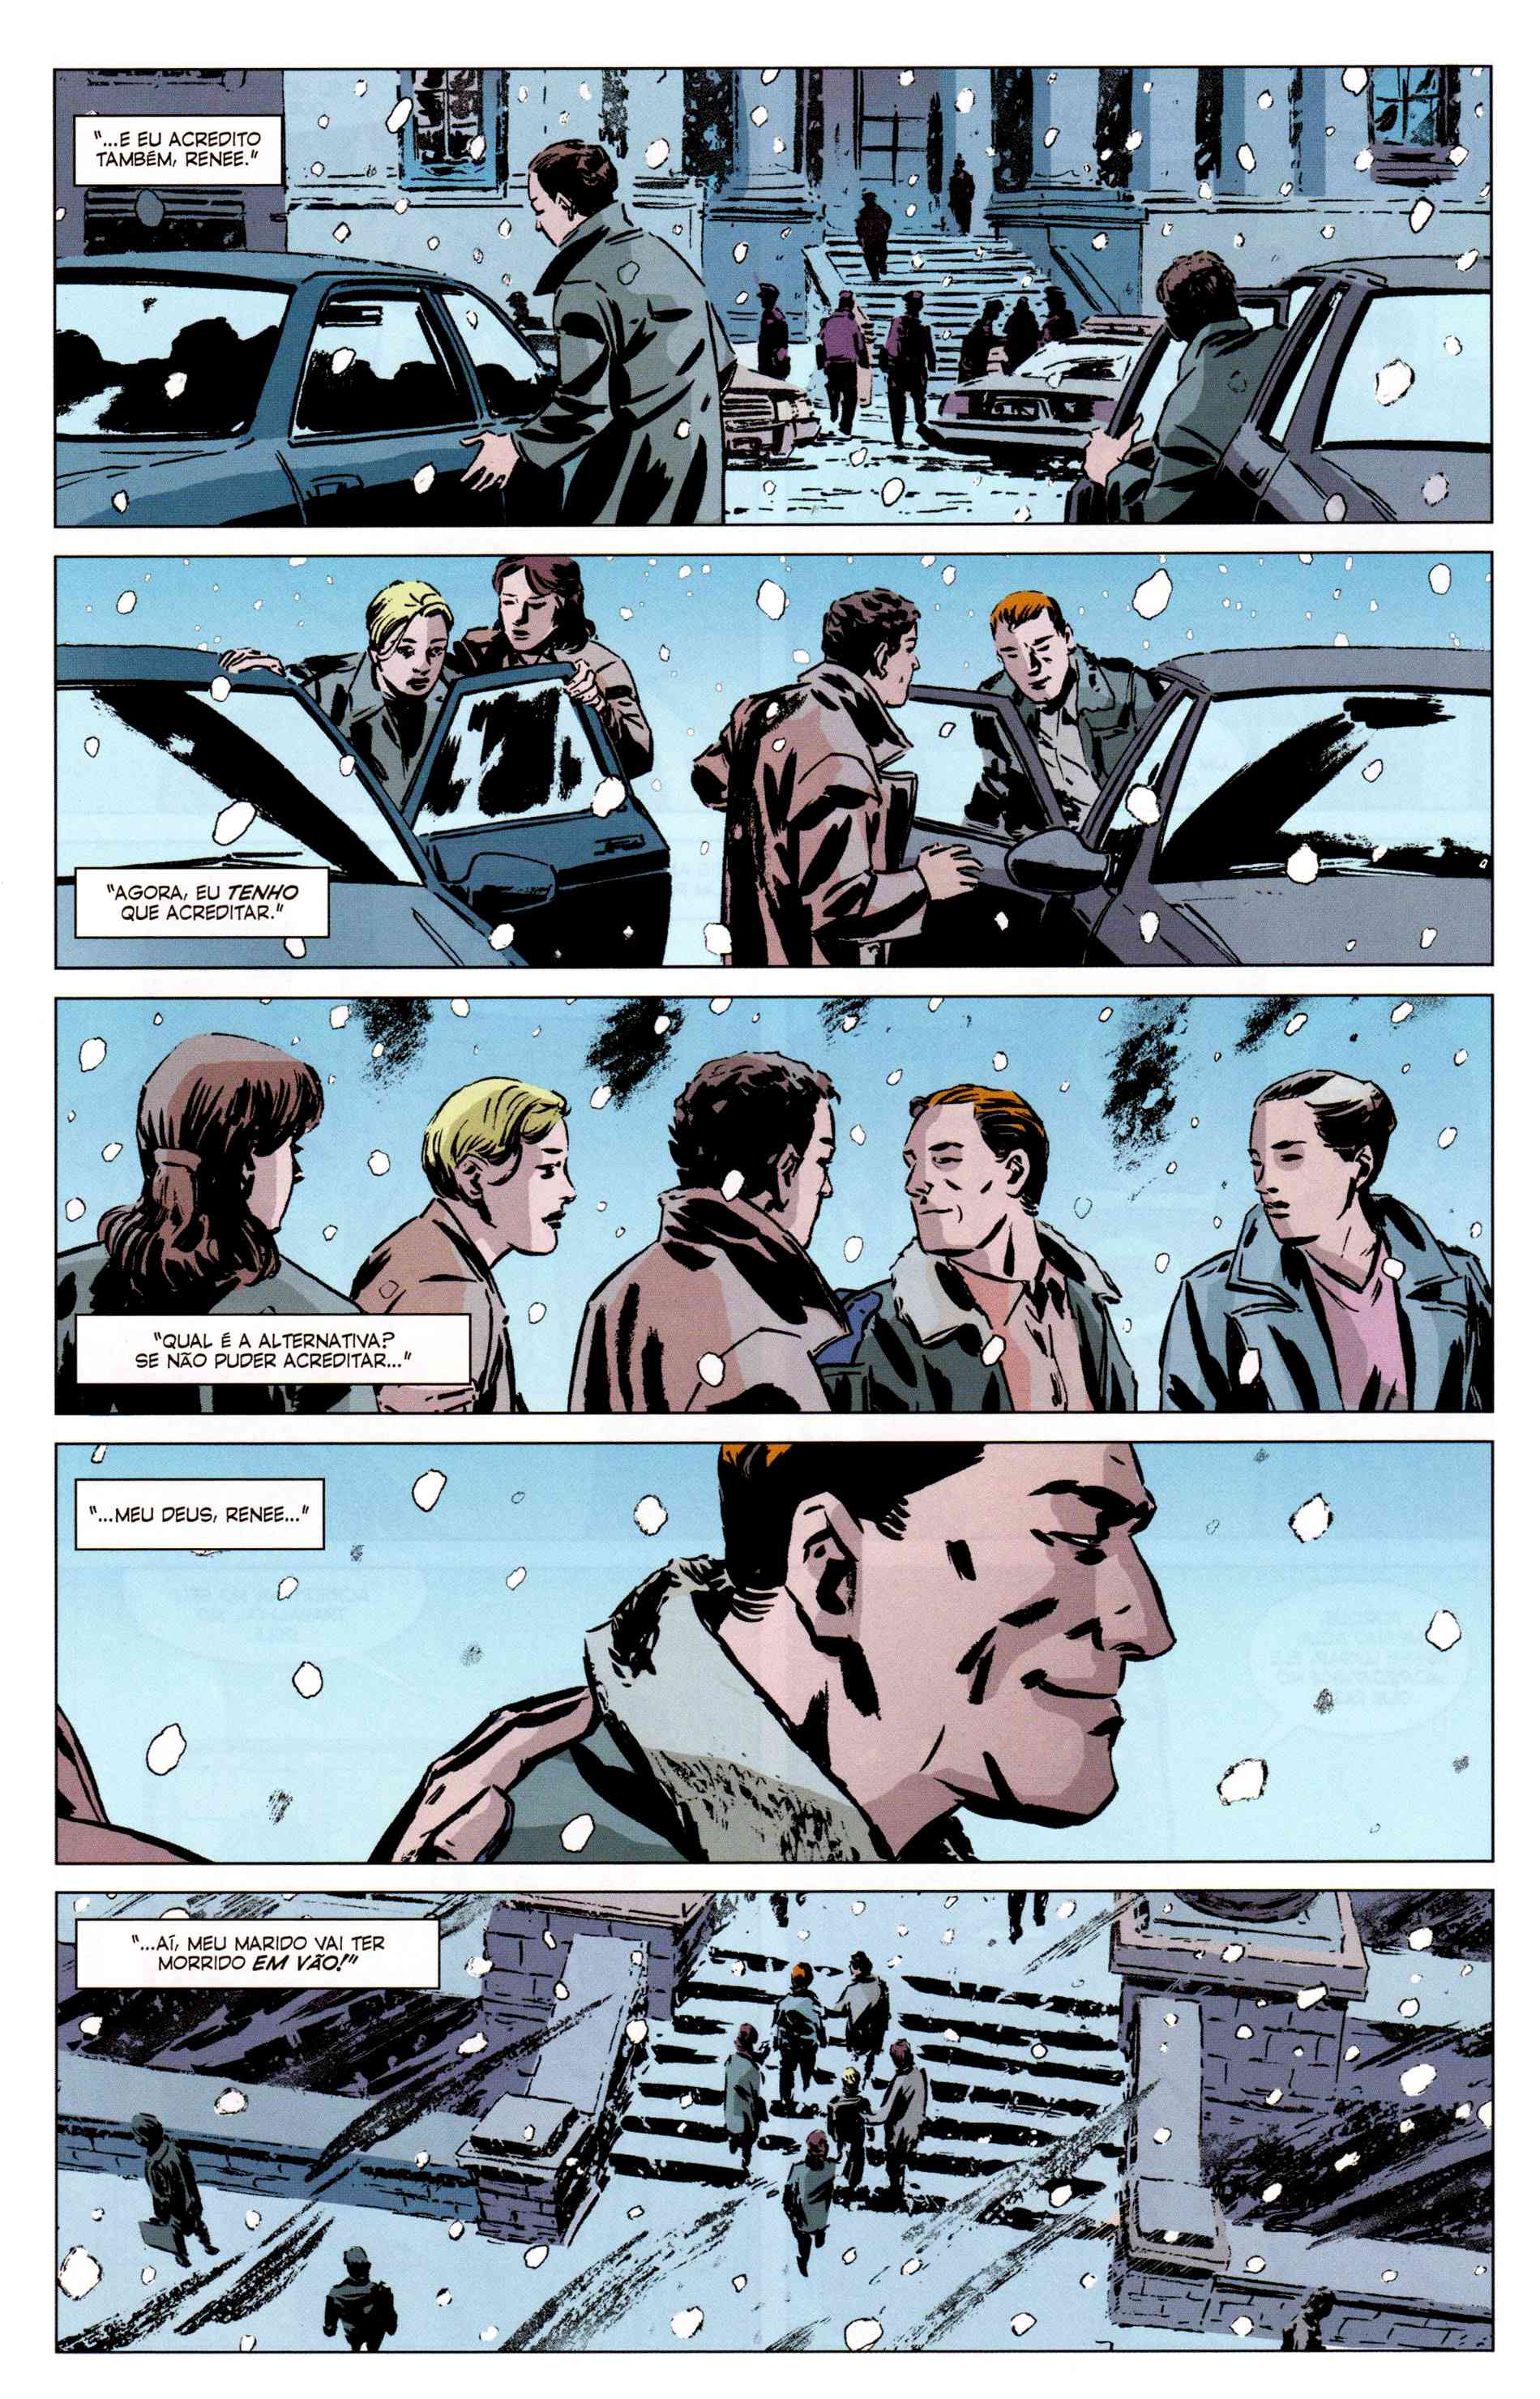 "...E EU ACREDITO
TAMBÉM, RENEE."
"AGORA, EU TENHO
QUE ACREDITAR."
"QUAL É A ALTERNATIVA?
SE NÃO PUDER ACREDITAR..."
"...MEU DEUS, RENEE..."
"...AÍ, MEU MARIDO VAI TER
MORRIDO EM VÃO!"